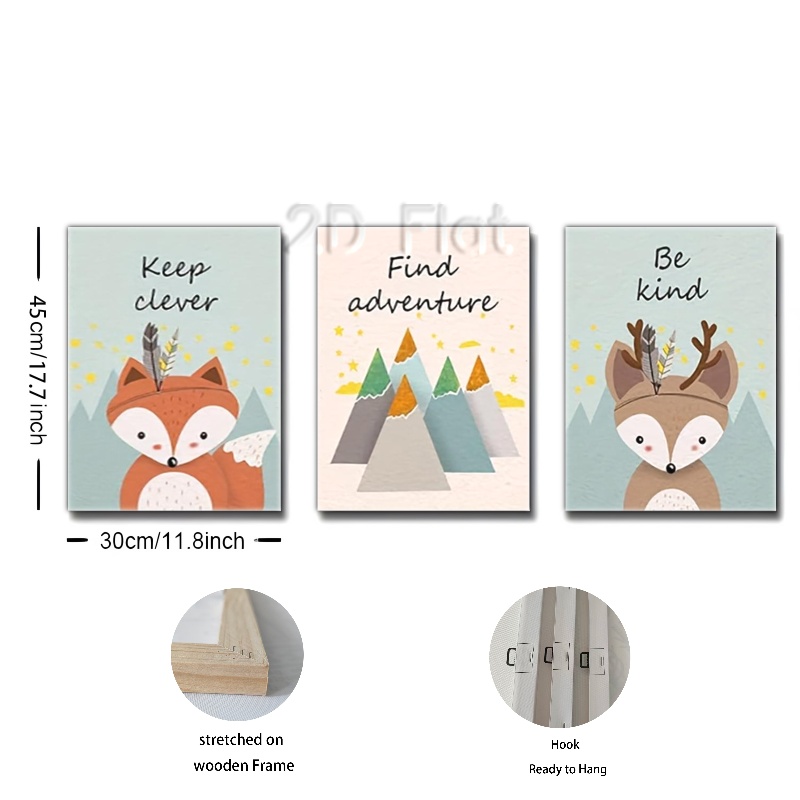 2D Flat
Keep
clever
Find
adventure
Be
kind
45cm/17.7inch
30cm/11.8inch
stretched on
wooden Frame
Hook
Ready to Hang